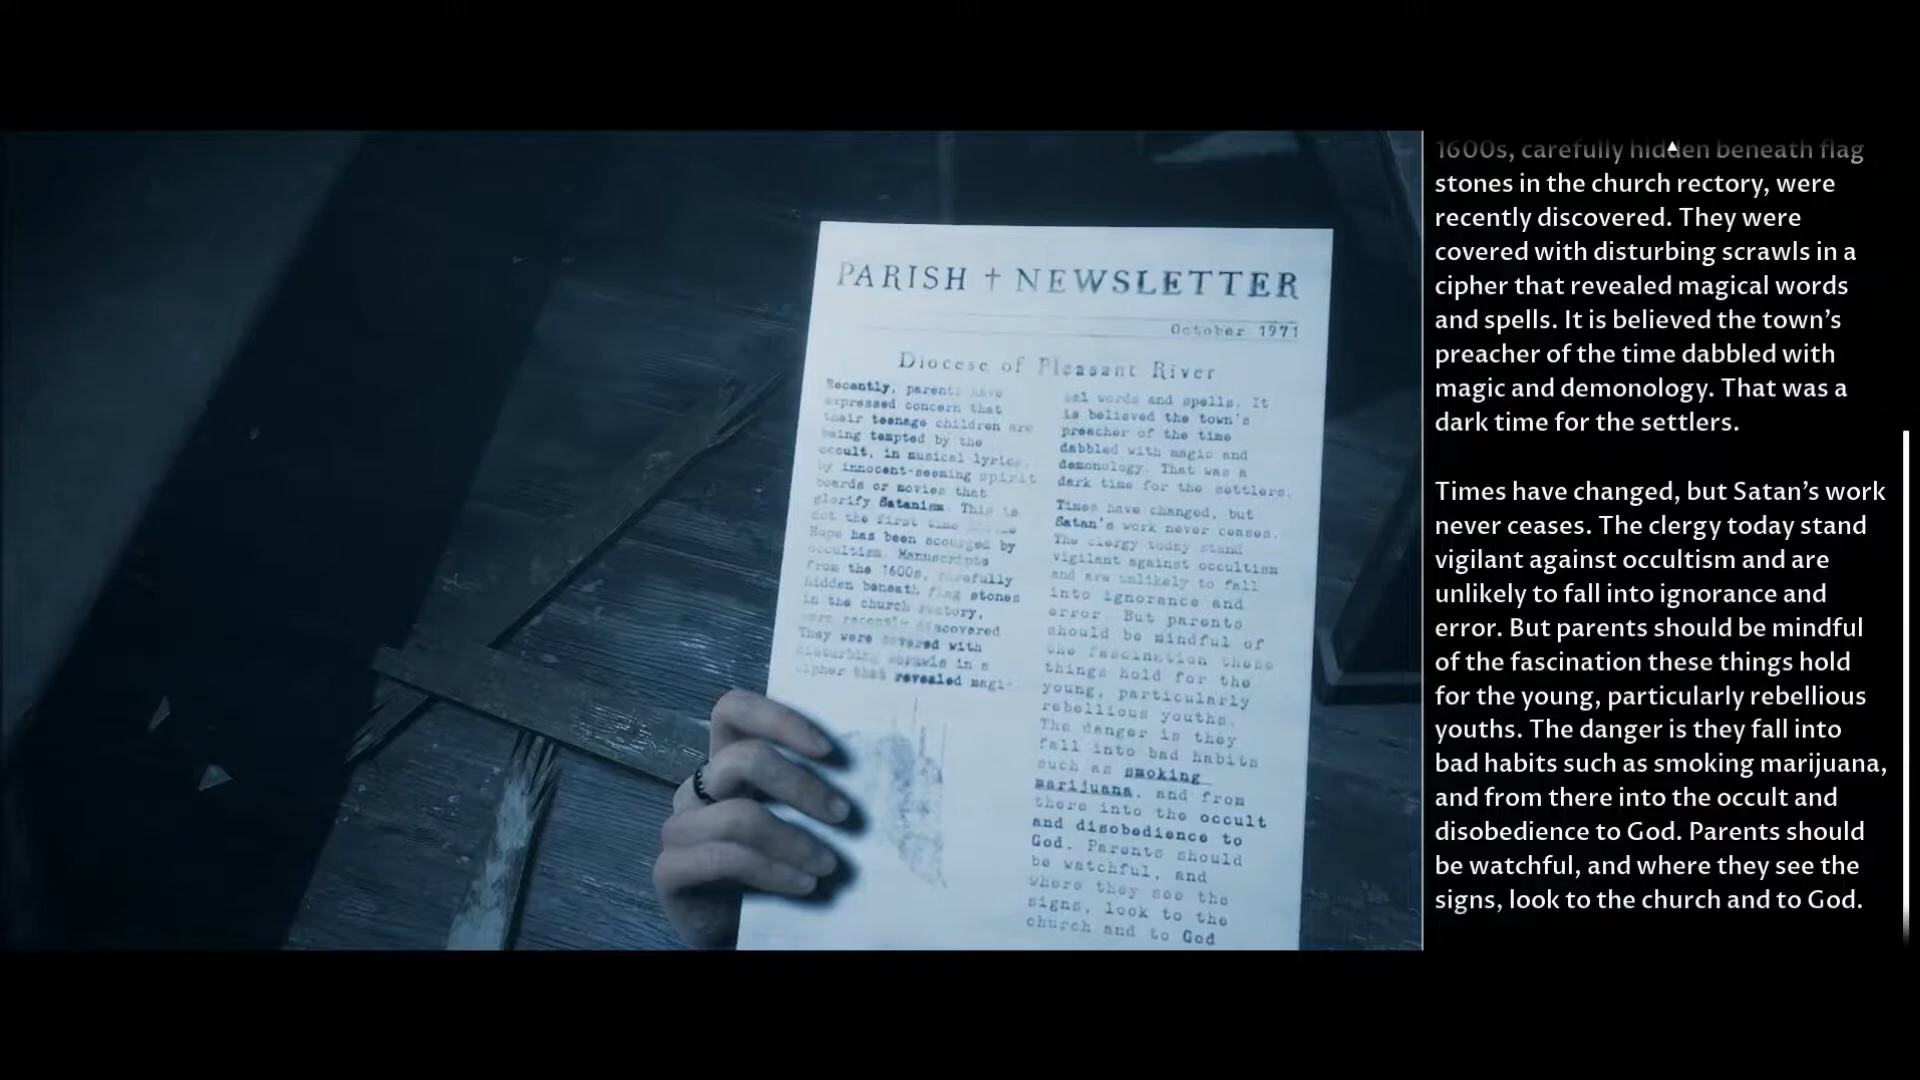 PARISH † NEWSLETTER
October 1971
Diocese of Pleasant River
Recently, parents have
expressed concern that
their teenage children are
being tempted by the
occult, in musical lyrics,
by innocent-seeming spirit
boards or movies that
glorify Satanism. This is
not the first time
Hope has been scourged by
occultism. Manuscripts
from the 1600s, carefully
hidden beneath flag stones
in the church rectory,
were recently discovered
They were covered with
disturbing scrawls in a
cipher that revealed magi-
cal words and spells. It
is believed the town's
preacher of the time
dabbled with magic and
demonology. That was a
dark time for the settlers.
Times have changed, but
Satan's work never ceases.
The clergy today stand
vigilant against occultism
and are unlikely to fall
into ignorance and
error. But parents
should be mindful of
the fascination these
things hold for the
young, particularly
rebellious youths.
The danger is they
fall into bad habits
such as smoking
marijuana, and from
there into the occult
and disobedience to
God. Parents should
be watchful, and
where they see the
signs, look to the
church and to God
1600s, carefully hidden beneath flag
stones in the church rectory, were
recently discovered. They were
covered with disturbing scrawls in a
cipher that revealed magical words
and spells. It is believed the town's
preacher of the time dabbled with
magic and demonology. That was a
dark time for the settlers.
Times have changed, but Satan's work
never ceases. The clergy today stand
vigilant against occultism and are
unlikely to fall into ignorance and
error. But parents should be mindful
of the fascination these things hold
for the young, particularly rebellious
youths. The danger is they fall into
bad habits such as smoking marijuana,
and from there into the occult and
disobedience to God. Parents should
be watchful, and where they see the
signs, look to the church and to God.